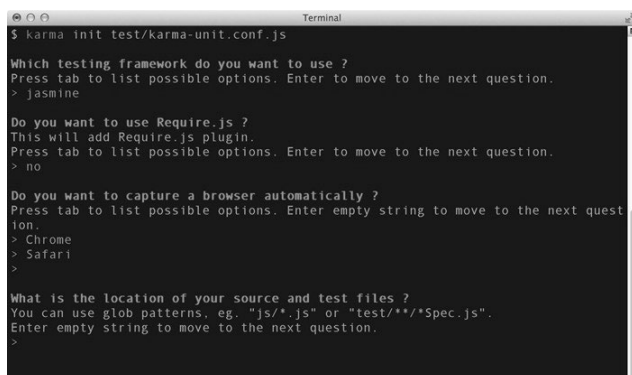 Terminal
$ karma init test/karma-unit.conf.js
Which testing framework do you want to use ?
Press tab to list possible options. Enter to move to the next question.
> jasmine
Do you want to use Require.js ?
This will add Require.js plugin.
Press tab to list possible options. Enter to move to the next question.
> no
Do you want to capture a browser automatically ?
Press tab to list possible options. Enter empty string to move to the next quest
ion.
> Chrome
> Safari
>
What is the location of your source and test files ?
You can use glob patterns, eg. "js/*.js" or "test/**/*Spec.js".
Enter empty string to move to the next question.
>